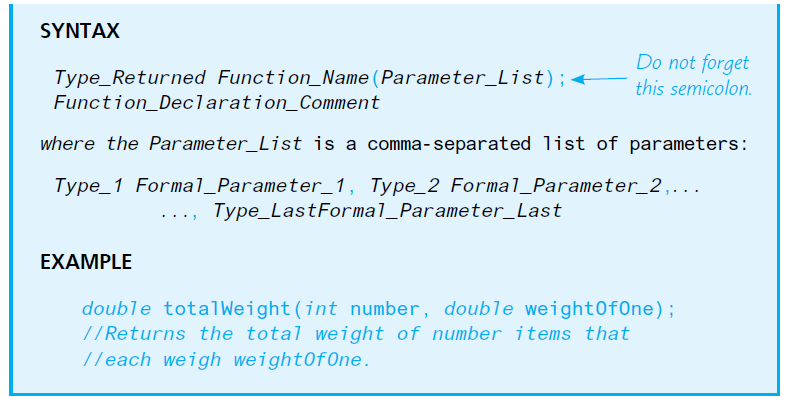 SYNTAX
Type_Returned Function_Name(Parameter_List);
Do not forget
this semicolon.
Function_Declaration_Comment
where the Parameter_List is a comma-separated list of parameters:
Type_1 Formal_Parameter_1, Type_2 Formal_Parameter_2,...
..., Type_LastFormal_Parameter_Last
EXAMPLE
double totalWeight(int number, double weightOfOne);
//Returns the total weight of number items that
//each weigh weightOfOne.